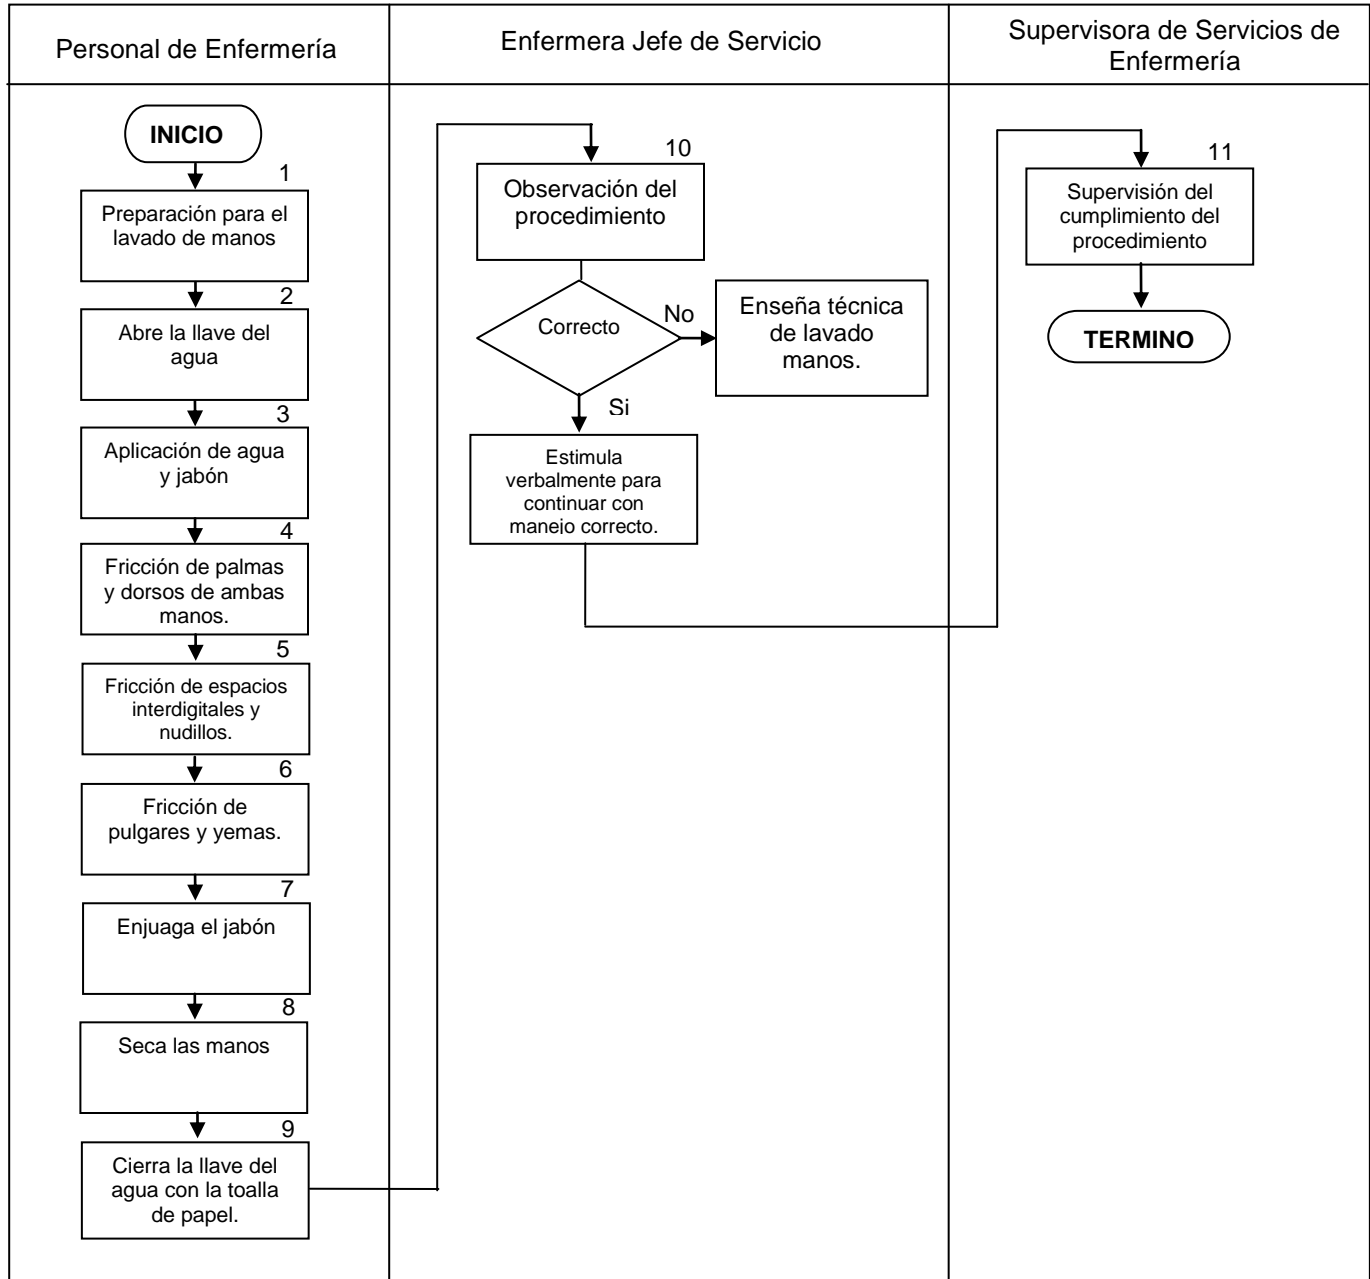 Personal de Enfermería
Enfermera Jefe de Servicio
Supervisora de Servicios de
Enfermería
INICIO
1
Preparación para el
lavado de manos
2
Abre la llave del
agua
3
Aplicación de agua
y jabón
4
Fricción de palmas
y dorsos de ambas
manos.
5
Fricción de espacios
interdigitales y
nudillos.
6
Fricción de
pulgares y yemas.
7
Enjuaga el jabón
8
Seca las manos
9
Cierra la llave del
agua con la toalla
de papel.
10
Observación del
procedimiento
Correcto
No
Enseña técnica
de lavado
manos.
Si
Estimula
verbalmente para
continuar con
manejo correcto.
11
Supervisión del
cumplimiento del
procedimiento
TERMINO